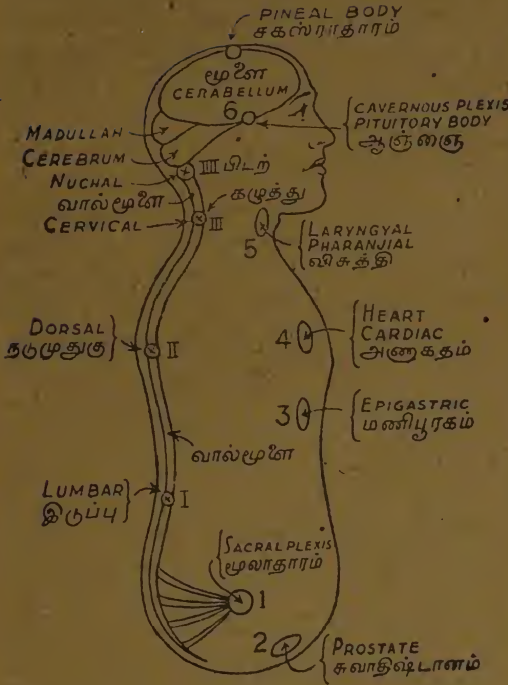 PINEAL BODY
சகஸ்ராதாரம்
மூளை
CERABELLUM
6
CAVERNOUS PLEXIS
PITUITORY BODY
ஆஞ்ஞை
MADULLAH
CEREBRUM
NUCHAL
வால்மூளை
CERVICAL
III பிடற்
கழுத்து
III
5
LARYNGYAL
PHARANJIAL
விசுத்தி
DORSAL
நடுமுதுகு
II
4
HEART
CARDIAC
அணாகதம்
3
EPIGASTRIC
மணிபூரகம்
வால்மூளை
LUMBAR
இடுப்பு
I
SACRAL PLEXIS
மூலாதாரம்
1
2
PROSTATE
சுவாதிஷ்டானம்